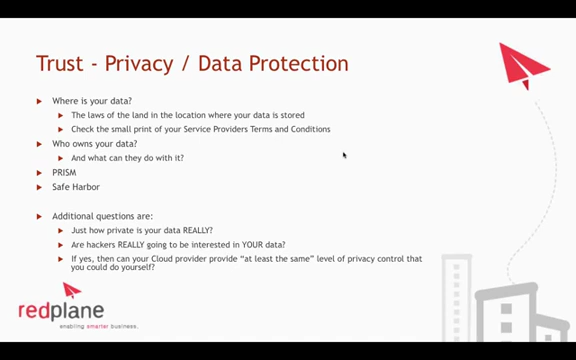 Trust - Privacy / Data Protection
Where is your data?
The laws of the land in the location where your data is stored
Check the small print of your Service Providers Terms and Conditions
Who owns your data?
And what can they do with it?
PRISM
Safe Harbor
Additional questions are:
Just how private is your data REALLY?
Are hackers REALLY going to be interested in YOUR data?
If yes, then can your Cloud provider provide “at least the same” level of privacy control that
you could do yourself?
redplane
enabling smarter business.